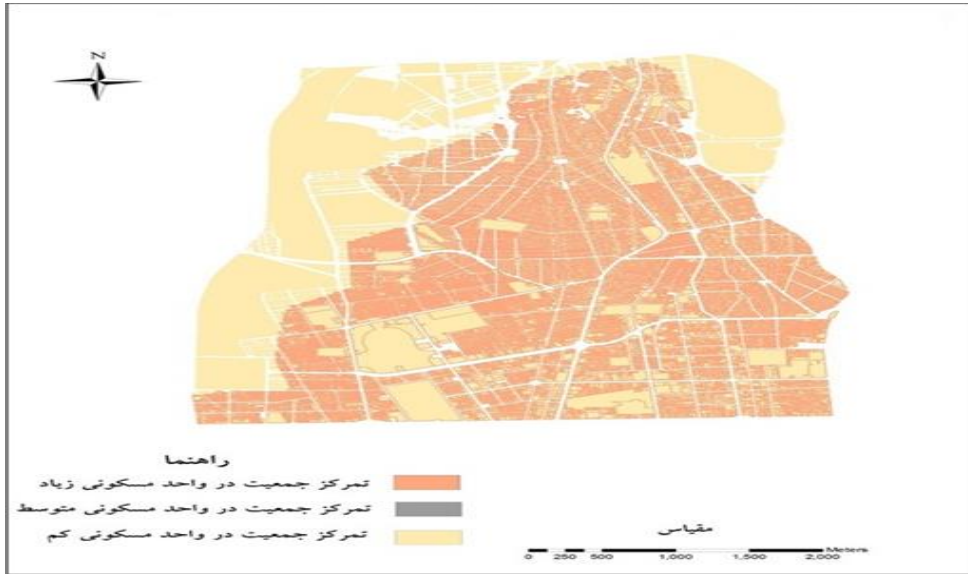 N
راهنما
تمرکز جمعیت در واحد مسکونی زیاد
تمرکز جمعیت در واحد مسکونی متوسط
تمرکز جمعیت در واحد مسکونی کم
مقیاس
0 250 500 1,000 1,500 2,000 Meters